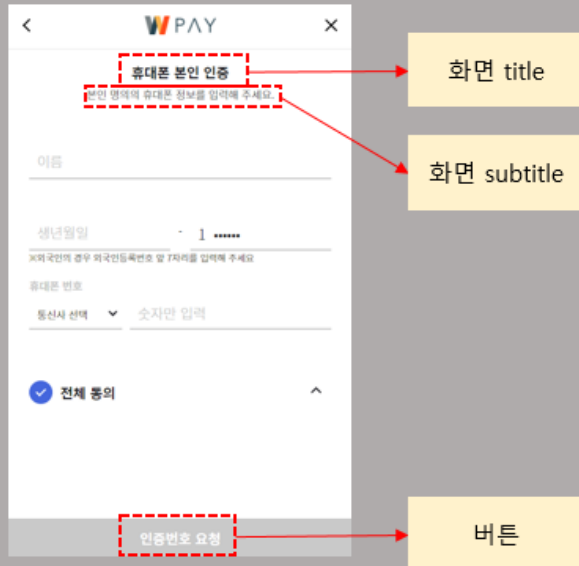 WPAY
휴대폰 본인 인증
본인 명의의 휴대폰 정보를 입력해 주세요.
이름
생년월일 - 1 ••••••
※외국인의 경우 외국인등록번호 앞 7자리를 입력해 주세요
휴대폰 번호
통신사 선택 숫자만 입력
전체 동의
인증번호 요청
화면 title
화면 subtitle
버튼